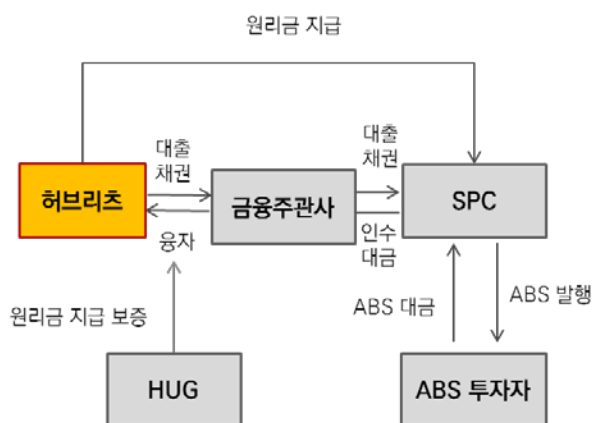 원리금 지급
대출
채권
대출
채권
허브리츠
금융주관사
SPC
융자
인수
대금
원리금 지급 보증
ABS 대금
ABS 발행
HUG
ABS 투자자